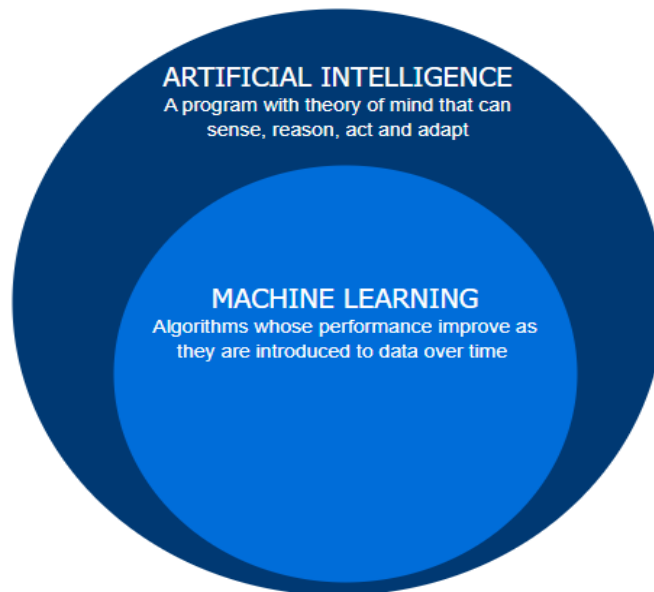 ARTIFICIAL INTELLIGENCE
A program with theory of mind that can
sense, reason, act and adapt
MACHINE LEARNING
Algorithms whose performance improve as
they are introduced to data over time